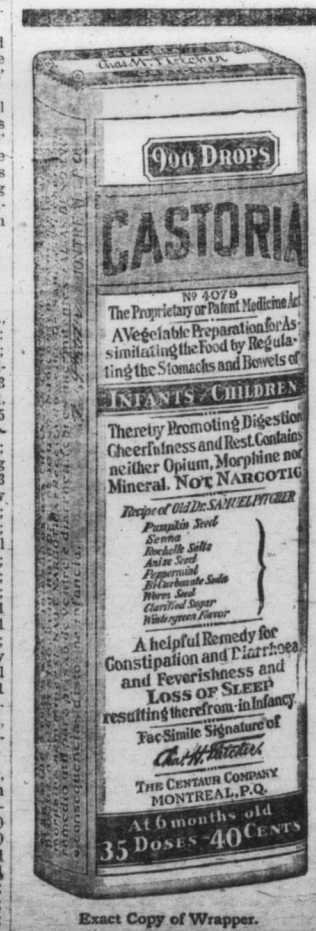 Chas. H. Fletcher
900 DROPS
CASTORIA
Nº 4079
The Proprietary or Patent Medicine Act
A Vegetable Preparation for As-
similating the Food by Regula-
ting the Stomachs and Bowels of
INFANTS / CHILDREN
Thereby Promoting Digestion
Cheerfulness and Rest. Contains
neither Opium, Morphine nor
Mineral. NOT NARCOTIC
Recipe of Old Dr. SAMUEL PITCHER
Pumpkin Seed
Senna
Rochelle Salts
Anise Seed
Peppermint
Bi Carbonate Soda
Worm Seed
Clarified Sugar
Wintergreen Flavor
A helpful Remedy for
Constipation and Diarrhoea
and Feverishness and
LOSS OF SLEEP
resulting therefrom-in Infancy.
Fac Simile Signature of
Chas. H. Fletcher.
THE CENTAUR COMPANY
MONTREAL, P.Q.
At 6 months old
35 DOSES - 40 CENTS
Exact Copy of Wrapper.